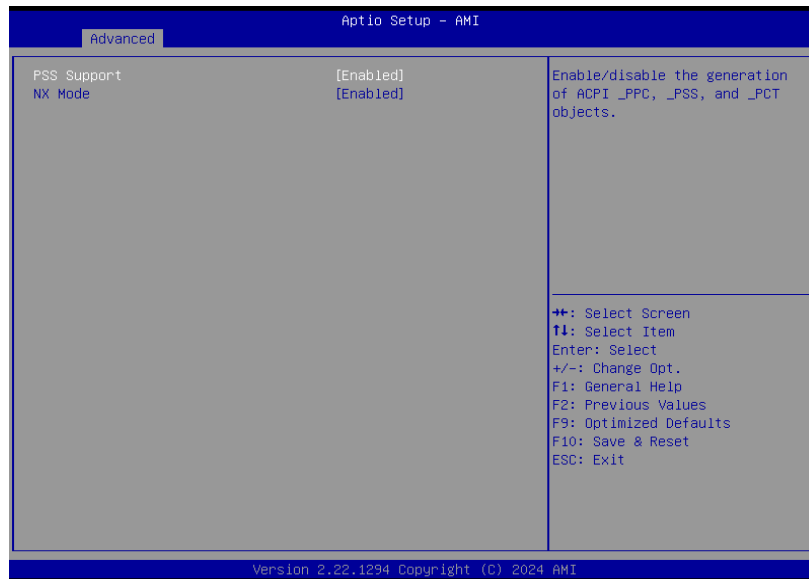 Aptio Setup – AMI
Advanced
PSS Support [Enabled]
NX Mode [Enabled]
Enable/disable the generation
of ACPI _PPC, _PSS, and _PCT
objects.
→←: Select Screen
↑↓: Select Item
Enter: Select
+/-: Change Opt.
F1: General Help
F2: Previous Values
F9: Optimized Defaults
F10: Save & Reset
ESC: Exit
Version 2.22.1294 Copyright (C) 2024 AMI